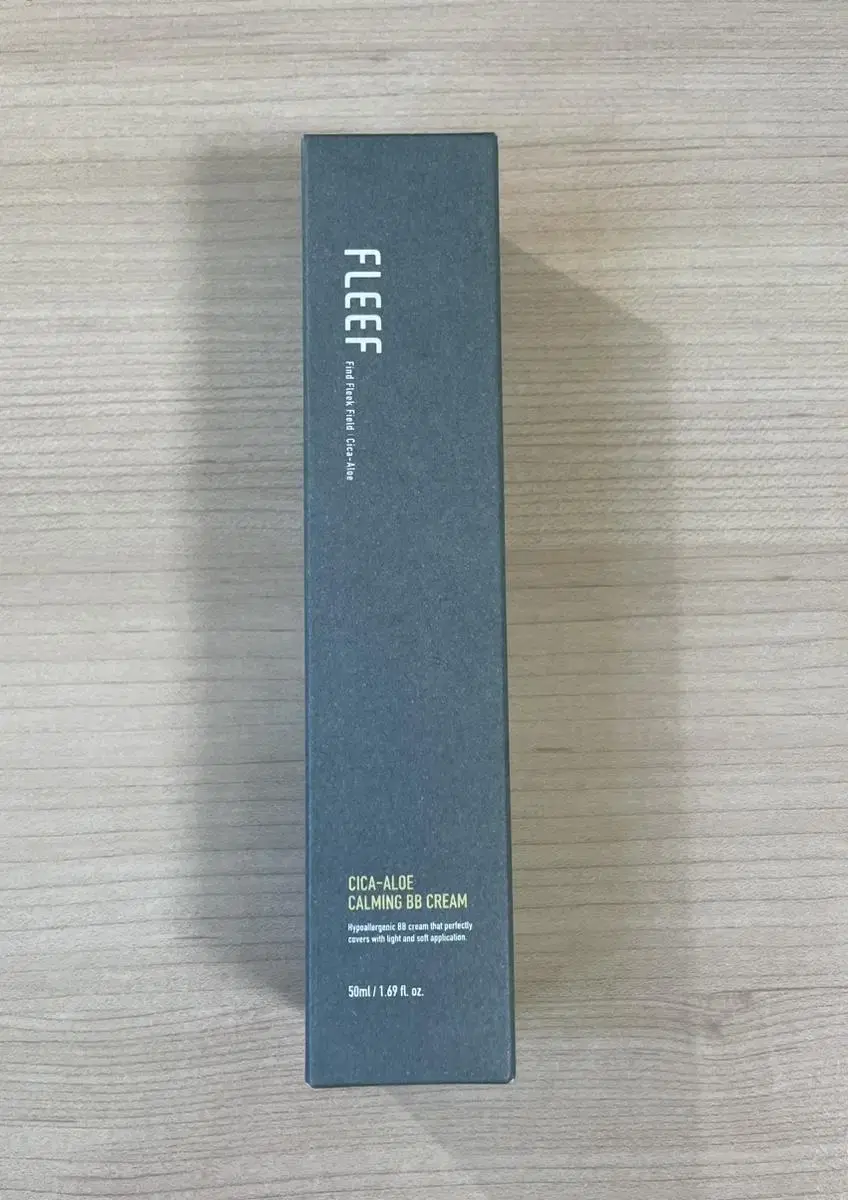 FLEEF
Find Fleek Field | Cica-Aloe
CICA-ALOE
CALMING BB CREAM
Hypoallergenic BB cream that perfectly
covers with light and soft application.
50ml / 1.69 fl. oz.